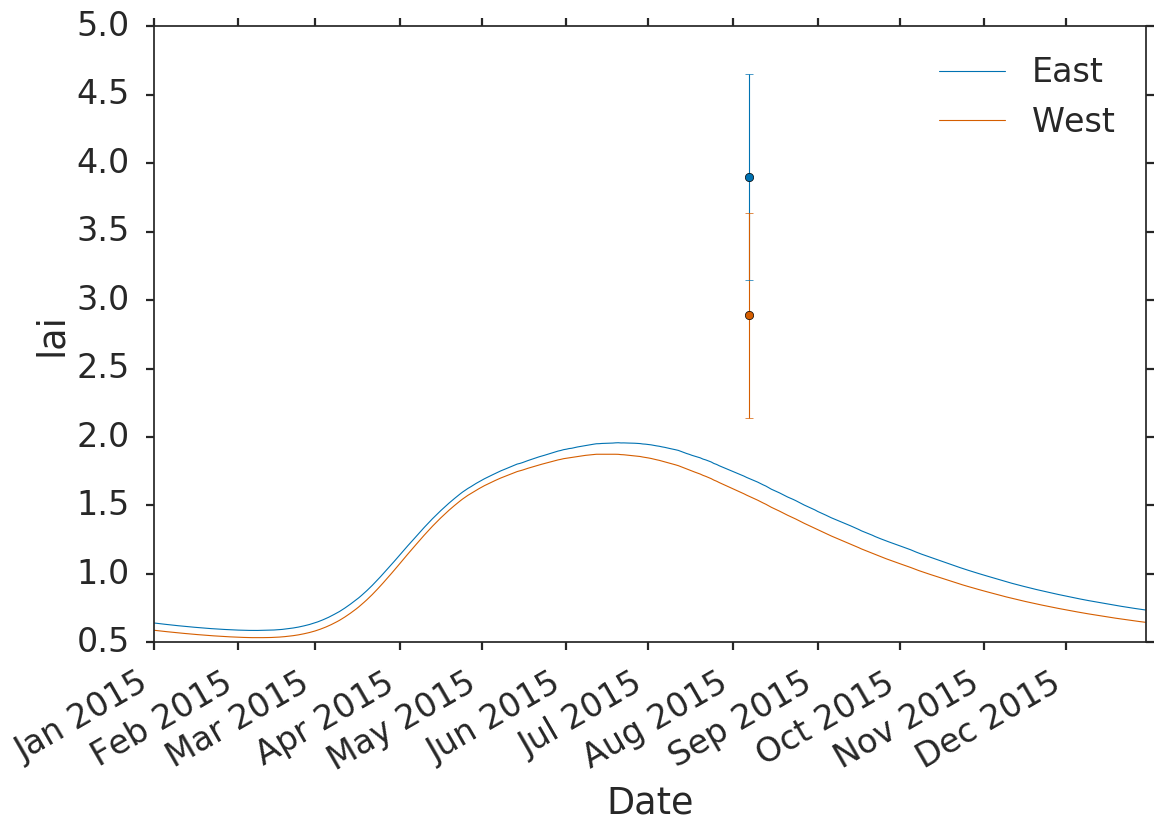 5.0
4.5
4.0
3.5
3.0
2.5
2.0
1.5
1.0
0.5
lai
East
West
Jan 2015
Feb 2015
Mar 2015
Apr 2015
May 2015
Jun 2015
Jul 2015
Aug 2015
Sep 2015
Oct 2015
Nov 2015
Dec 2015
Date